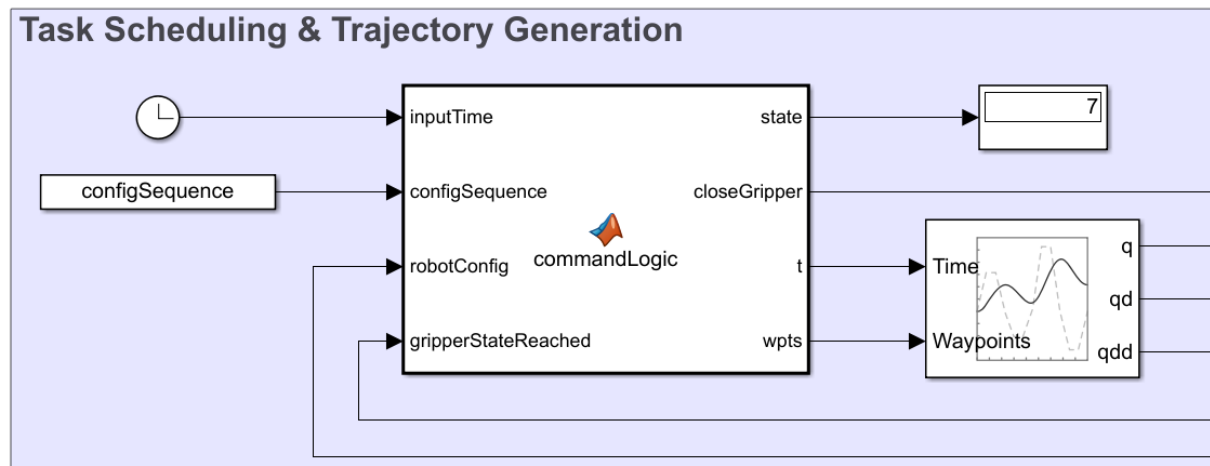 Task Scheduling & Trajectory Generation
inputTime
state
7
configSequence
configSequence
closeGripper
commandLogic
robotConfig
t
Time
q
qd
gripperStateReached
wpts
Waypoints
qdd